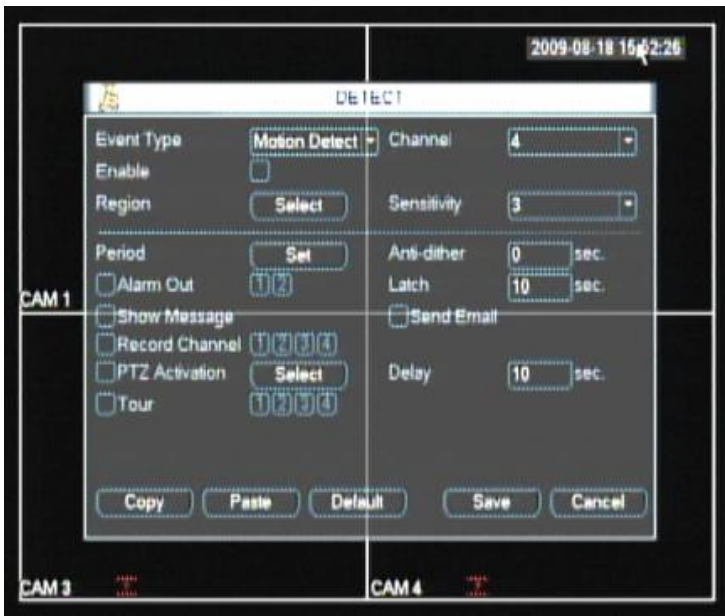 2009-08-18 15:52:26
DETECT
Event Type Motion Detect Channel 4
Enable
Region Select Sensitivity 3
Period Set Anti-dither 0 sec.
Alarm Out 1 2 Latch 10 sec.
CAM 1
Show Message Send Email
Record Channel 1 2 3 4
PTZ Activation Select Delay 10 sec.
Tour 1 2 3 4
Copy Paste Default Save Cancel
CAM 3 CAM 4